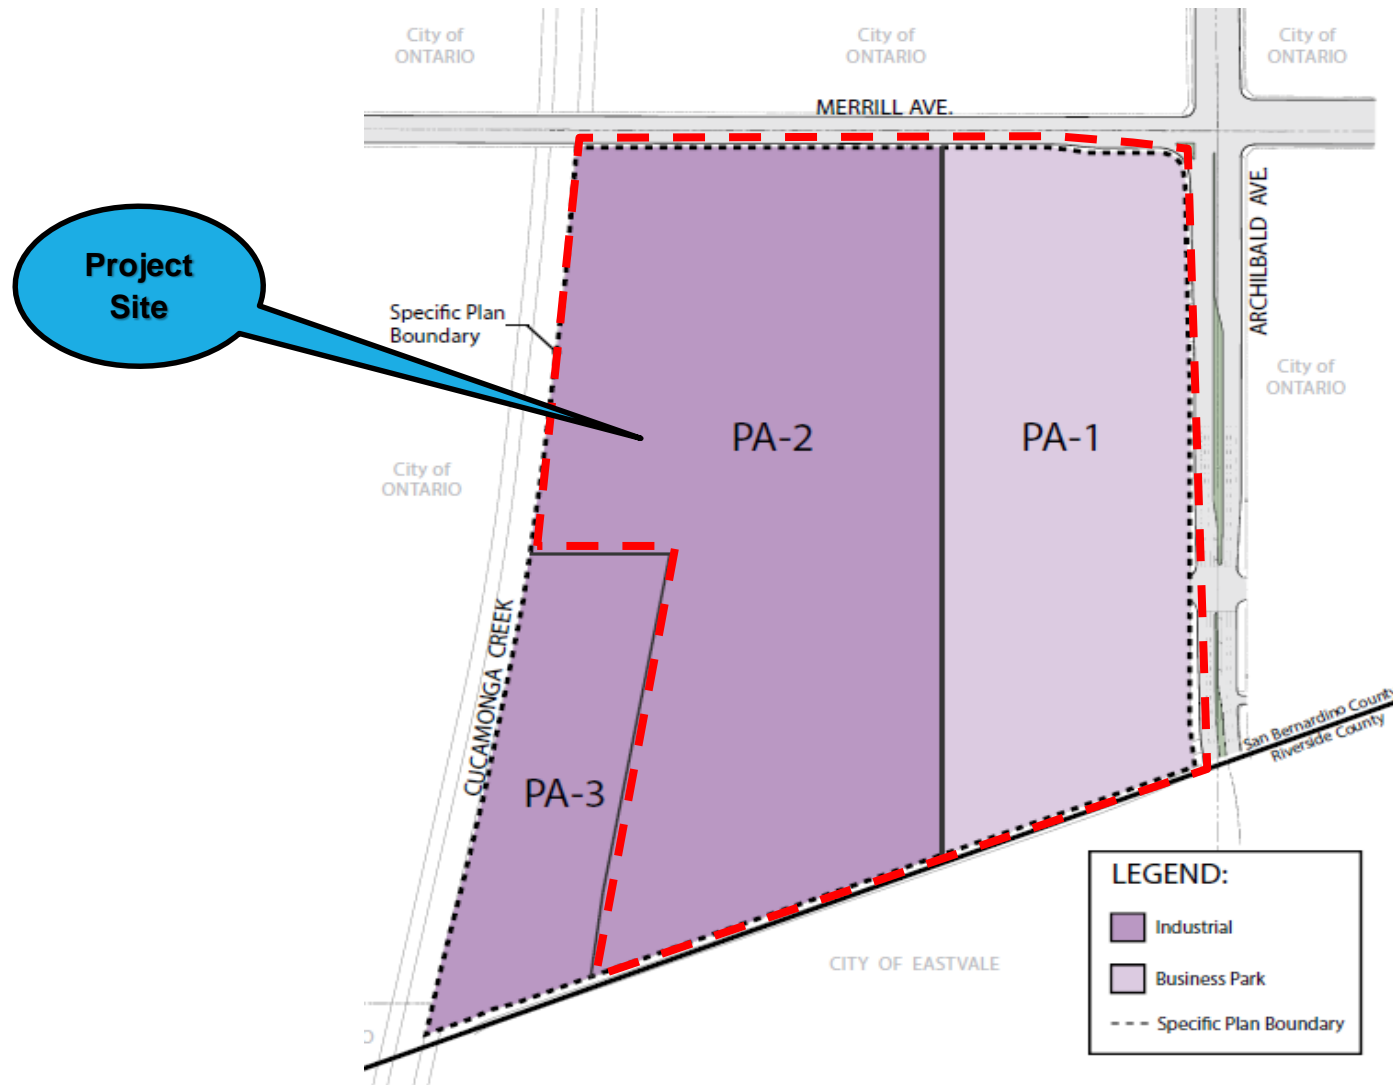 City of
ONTARIO
City of
ONTARIO
City of
ONTARIO
MERRILL AVE.
ARCHILBALD AVE.
Project
Site
Specific Plan
Boundary
City of
ONTARIO
PA-2
PA-1
City of
ONTARIO
CUCAMONGA CREEK
San Bernardino County
Riverside County
PA-3
LEGEND:
Industrial
Business Park
Specific Plan Boundary
CITY OF EASTVALE
O